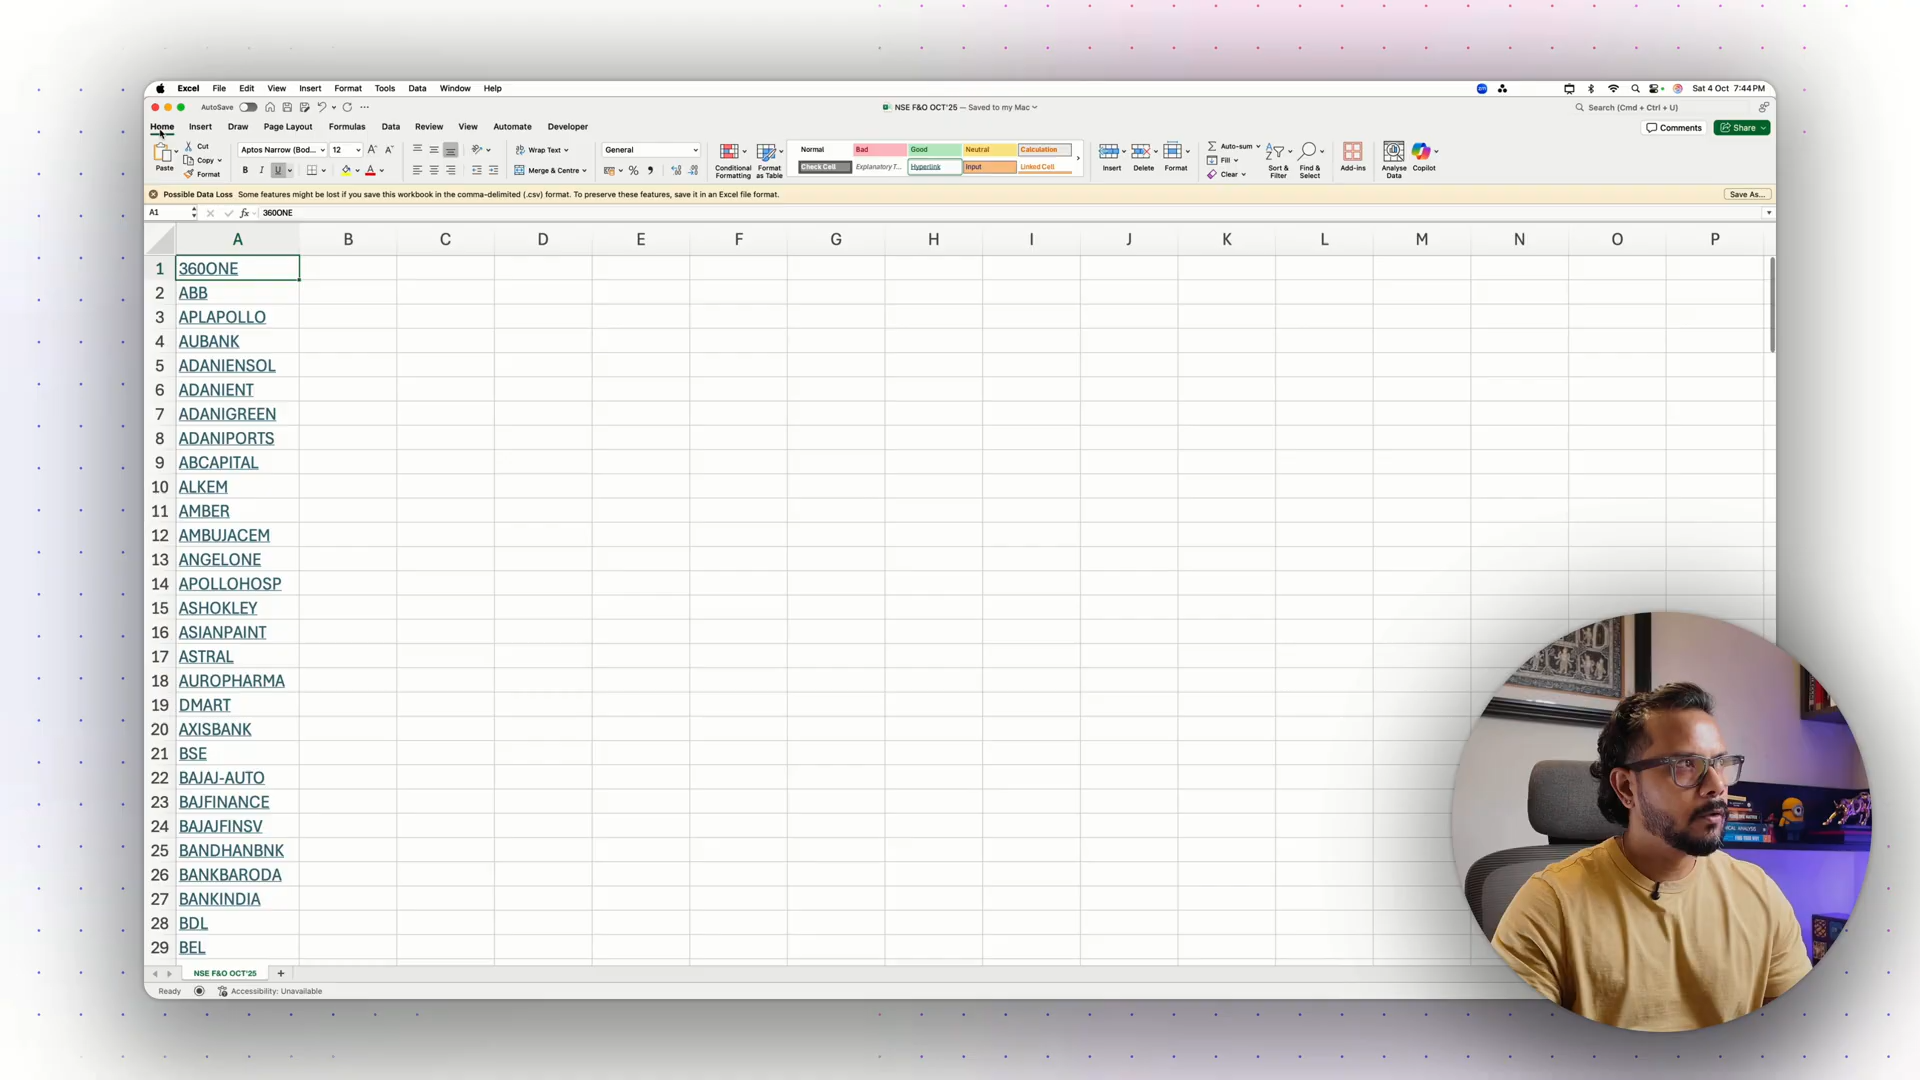 Excel File Edit View Insert Format Tools Data Window Help Sat 4 Oct 7:44 PM
AutoSave NSE F&O OCT'25 — Saved to my Mac Search (Cmd + Ctrl + U)
Home Insert Draw Page Layout Formulas Data Review View Automate Developer Comments Share
Paste Cut Copy Format
Aptos Narrow (Bod... 12
B I U
Wrap Text
Merge & Centre
General
Conditional Formatting
Format as Table
Normal Bad Good Neutral Calculation
Check Cell Explanatory T... Hyperlink Input Linked Cell
Insert Delete Format
Auto-sum
Fill
Clear
Sort & Filter
Find & Select
Add-ins
Analyse Data
Copilot
Possible Data Loss Some features might be lost if you save this workbook in the comma-delimited (.csv) format. To preserve these features, save it in an Excel file format. Save As...
A1 fx 360ONE
A B C D E F G H I J K L M N O P
1 360ONE
2 ABB
3 APLAPOLLO
4 AUBANK
5 ADANIENSOL
6 ADANIENT
7 ADANIGREEN
8 ADANIPORTS
9 ABCAPITAL
10 ALKEM
11 AMBER
12 AMBUJACEM
13 ANGELONE
14 APOLLOHOSP
15 ASHOKLEY
16 ASIANPAINT
17 ASTRAL
18 AUROPHARMA
19 DMART
20 AXISBANK
21 BSE
22 BAJAJ-AUTO
23 BAJFINANCE
24 BAJAJFINSV
25 BANDHANBNK
26 BANKBARODA
27 BANKINDIA
28 BDL
29 BEL
NSE F&O OCT'25 +
Ready Accessibility: Unavailable